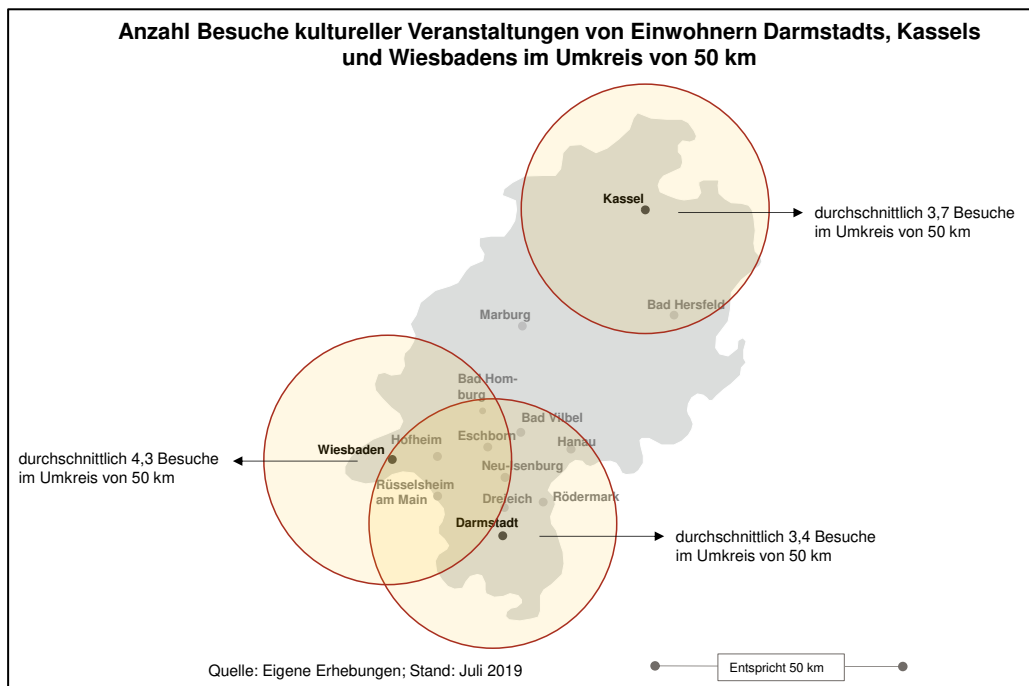 Anzahl Besuche kultureller Veranstaltungen von Einwohnern Darmstadts, Kassels
und Wiesbadens im Umkreis von 50 km
Kassel
durchschnittlich 3,7 Besuche
im Umkreis von 50 km
Bad Hersfeld
Marburg
Bad Hom-
burg
Bad Vilbel
Hofheim
Eschborn
Hanau
Wiesbaden
durchschnittlich 4,3 Besuche
im Umkreis von 50 km
Neu-Isenburg
Rüsselsheim
am Main
Dreieich
Rödermark
Darmstadt
durchschnittlich 3,4 Besuche
im Umkreis von 50 km
Quelle: Eigene Erhebungen; Stand: Juli 2019
Entspricht 50 km